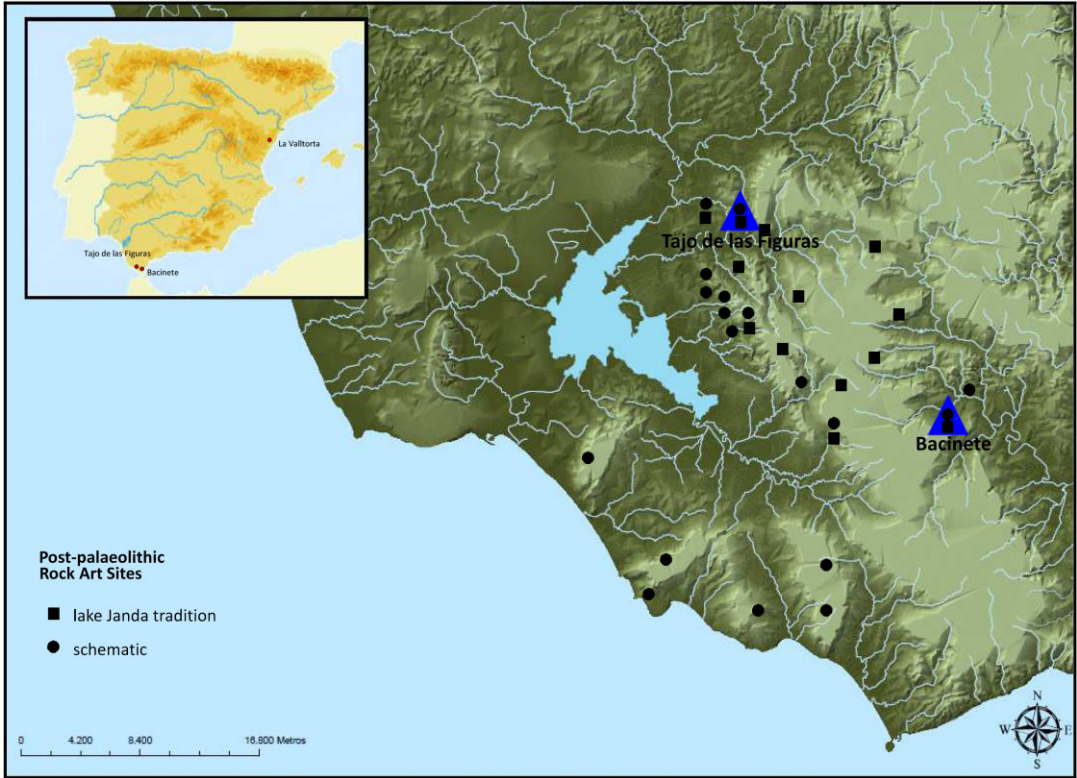 La Valltorta
Tajo de las Figuras
Bacinete
Tajo de las Figuras
Bacinete
Post-palaeolithic
Rock Art Sites
lake Janda tradition
schematic
0 4.200 8.400 16.800 Metros
N
W E
S